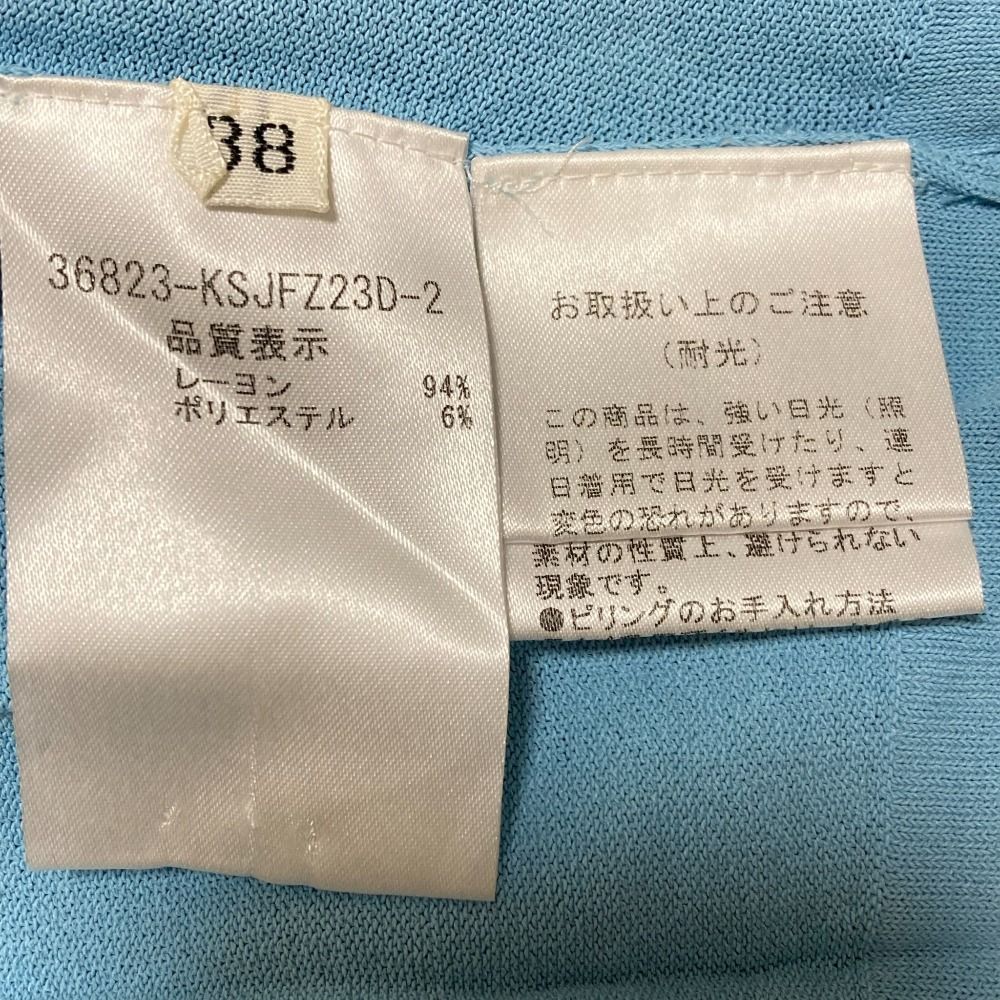 38
36823-KSJFZ23D-2
品質表示
レーヨン 94%
ポリエステル 6%
お取扱い上のご注意
（耐光）
この商品は、強い日光（照
明）を長時間受けたり、連
日着用で日光を受けますと
変色の恐れがありますので、
素材の性質上、避けられない
現象です。
●ピリングのお手入れ方法